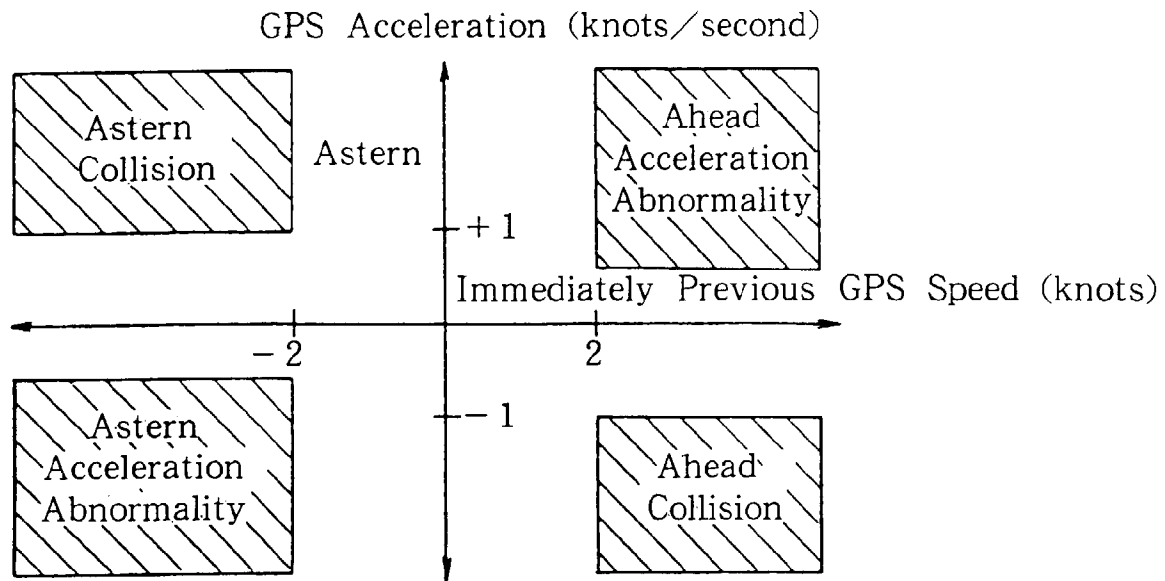 GPS Acceleration (knots/second)
Astern
Collision
Astern
Ahead
Acceleration
Abnormality
+1
Immediately Previous GPS Speed (knots)
-2
2
Astern
Acceleration
Abnormality
-1
Ahead
Collision